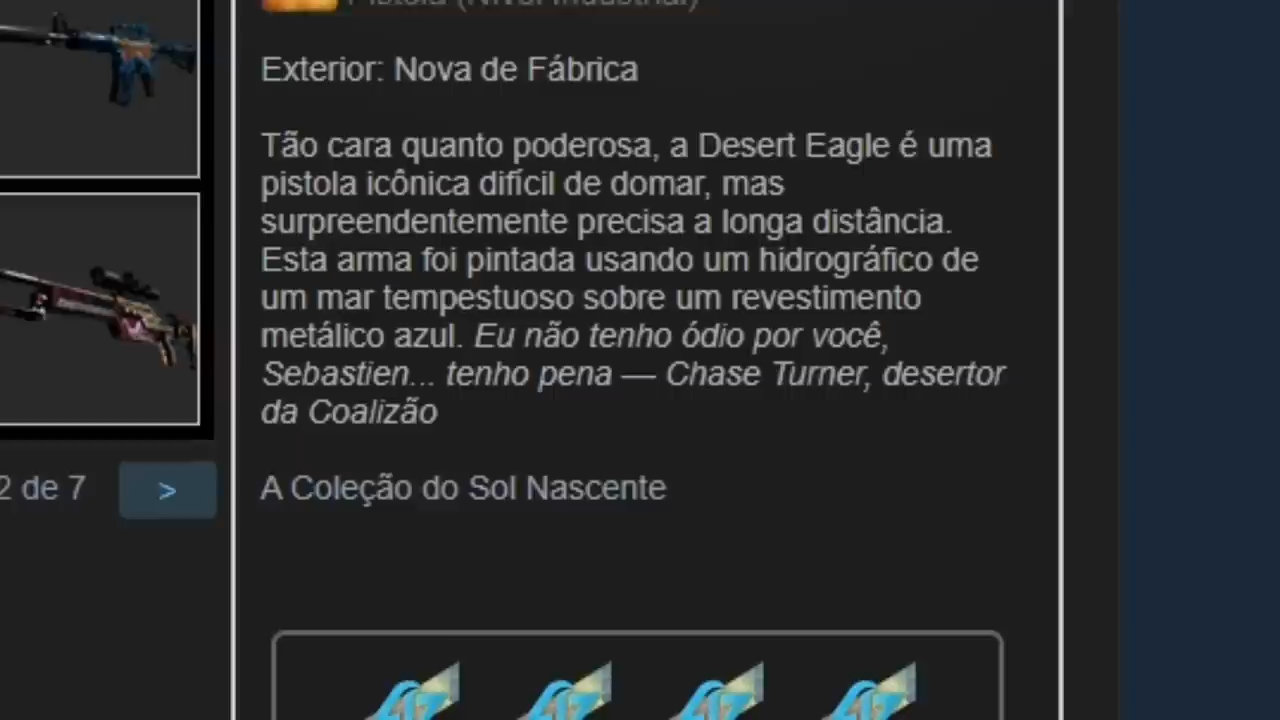 Pistola (Nível Industrial)
Exterior: Nova de Fábrica
Tão cara quanto poderosa, a Desert Eagle é uma
pistola icônica difícil de domar, mas
surpreendentemente precisa a longa distância.
Esta arma foi pintada usando um hidrográfico de
um mar tempestuoso sobre um revestimento
metálico azul. Eu não tenho ódio por você,
Sebastien... tenho pena — Chase Turner, desertor
da Coalizão
2 de 7
>
A Coleção do Sol Nascente